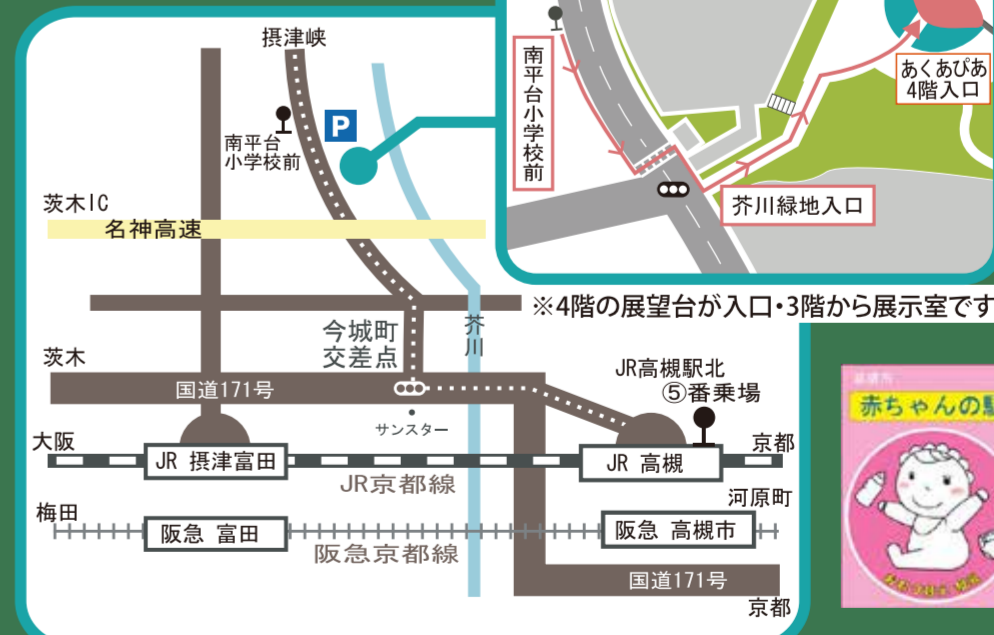 摂津峡
P
南平台
小学校前
茨木IC
名神高速
今城町
交差点
芥川
茨木
国道171号
サンスター
JR高槻駅北
⑤番乗場
大阪
JR 摂津富田
JR京都線
JR 高槻
京都
梅田
阪急 富田
阪急京都線
河原町
阪急 高槻市
国道171号
京都
南平台小学校前
あくあぴあ
4階入口
芥川緑地入口
※4階の展望台が入口・3階から展示室です
赤ちゃんの